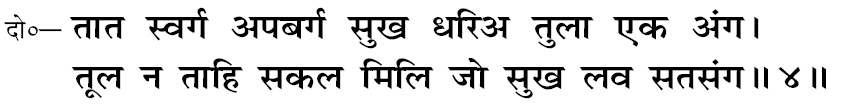 दो०— तात स्वर्ग अपबर्ग सुख धरिअ तुला एक अंग।
तूल न ताहि सकल मिलि जो सुख लव सतसंग॥ ४॥